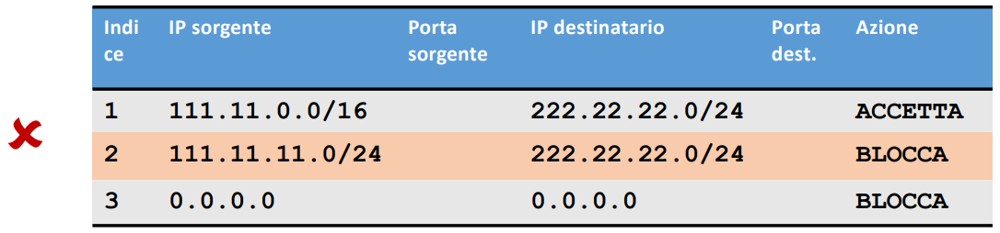 Indi ce IP sorgente Porta sorgente IP destinatario Porta dest. Azione
1 111.11.0.0/16 222.22.22.0/24 ACCETTA
2 111.11.11.0/24 222.22.22.0/24 BLOCCA
3 0.0.0.0 0.0.0.0 BLOCCA